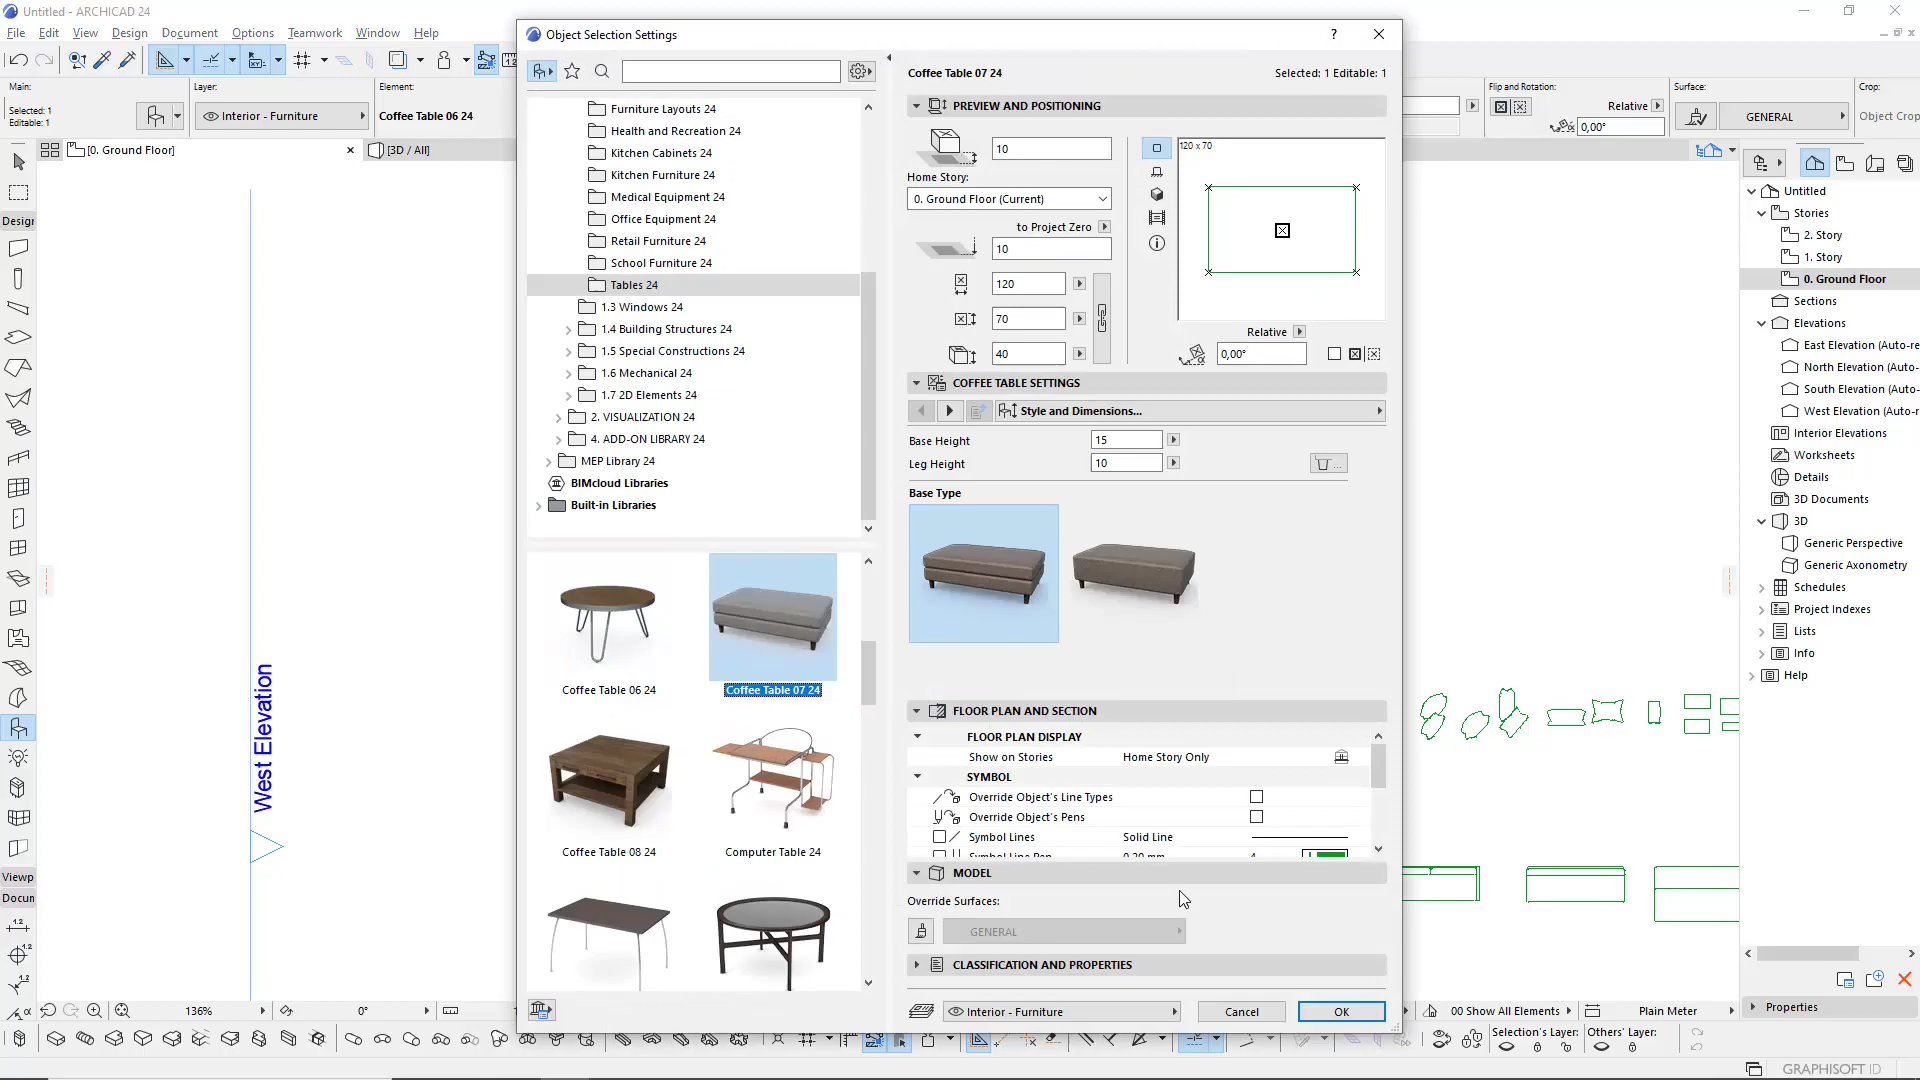 Untitled - ARCHICAD 24
File Edit View Design Document Options Teamwork Window Help
Main:
Selected: 1
Editable: 1
Layer:
Interior - Furniture
Element:
Coffee Table 06 24
[0. Ground Floor]
[3D / All]
Design
Viewp
Docun
West Elevation
136%
0°
Object Selection Settings
?
Furniture Layouts 24
Health and Recreation 24
Kitchen Cabinets 24
Kitchen Furniture 24
Medical Equipment 24
Office Equipment 24
Retail Furniture 24
School Furniture 24
Tables 24
1.3 Windows 24
1.4 Building Structures 24
1.5 Special Constructions 24
1.6 Mechanical 24
1.7 2D Elements 24
2. VISUALIZATION 24
4. ADD-ON LIBRARY 24
MEP Library 24
BIMcloud Libraries
Built-in Libraries
Coffee Table 06 24
Coffee Table 07 24
Coffee Table 08 24
Computer Table 24
Coffee Table 07 24
Selected: 1 Editable: 1
PREVIEW AND POSITIONING
10
Home Story:
0. Ground Floor (Current)
to Project Zero
10
120
70
40
120 x 70
Relative
0,00°
COFFEE TABLE SETTINGS
Style and Dimensions...
Base Height 15
Leg Height 10
Base Type
FLOOR PLAN AND SECTION
FLOOR PLAN DISPLAY
Show on Stories Home Story Only
SYMBOL
Override Object's Line Types
Override Object's Pens
Symbol Lines Solid Line
Symbol Line Pen 0.20 mm 4
MODEL
Override Surfaces:
GENERAL
CLASSIFICATION AND PROPERTIES
Interior - Furniture
Cancel
OK
Flip and Rotation:
Relative
0,00°
Surface:
GENERAL
Crop:
Object Crop
Untitled
Stories
2. Story
1. Story
0. Ground Floor
Sections
Elevations
East Elevation (Auto-re
North Elevation (Auto-
South Elevation (Auto-
West Elevation (Auto-r
Interior Elevations
Worksheets
Details
3D Documents
3D
Generic Perspective
Generic Axonometry
Schedules
Project Indexes
Lists
Info
Help
Properties
00 Show All Elements
Plain Meter
Selection's Layer:
Others' Layer:
GRAPHISOFT ID